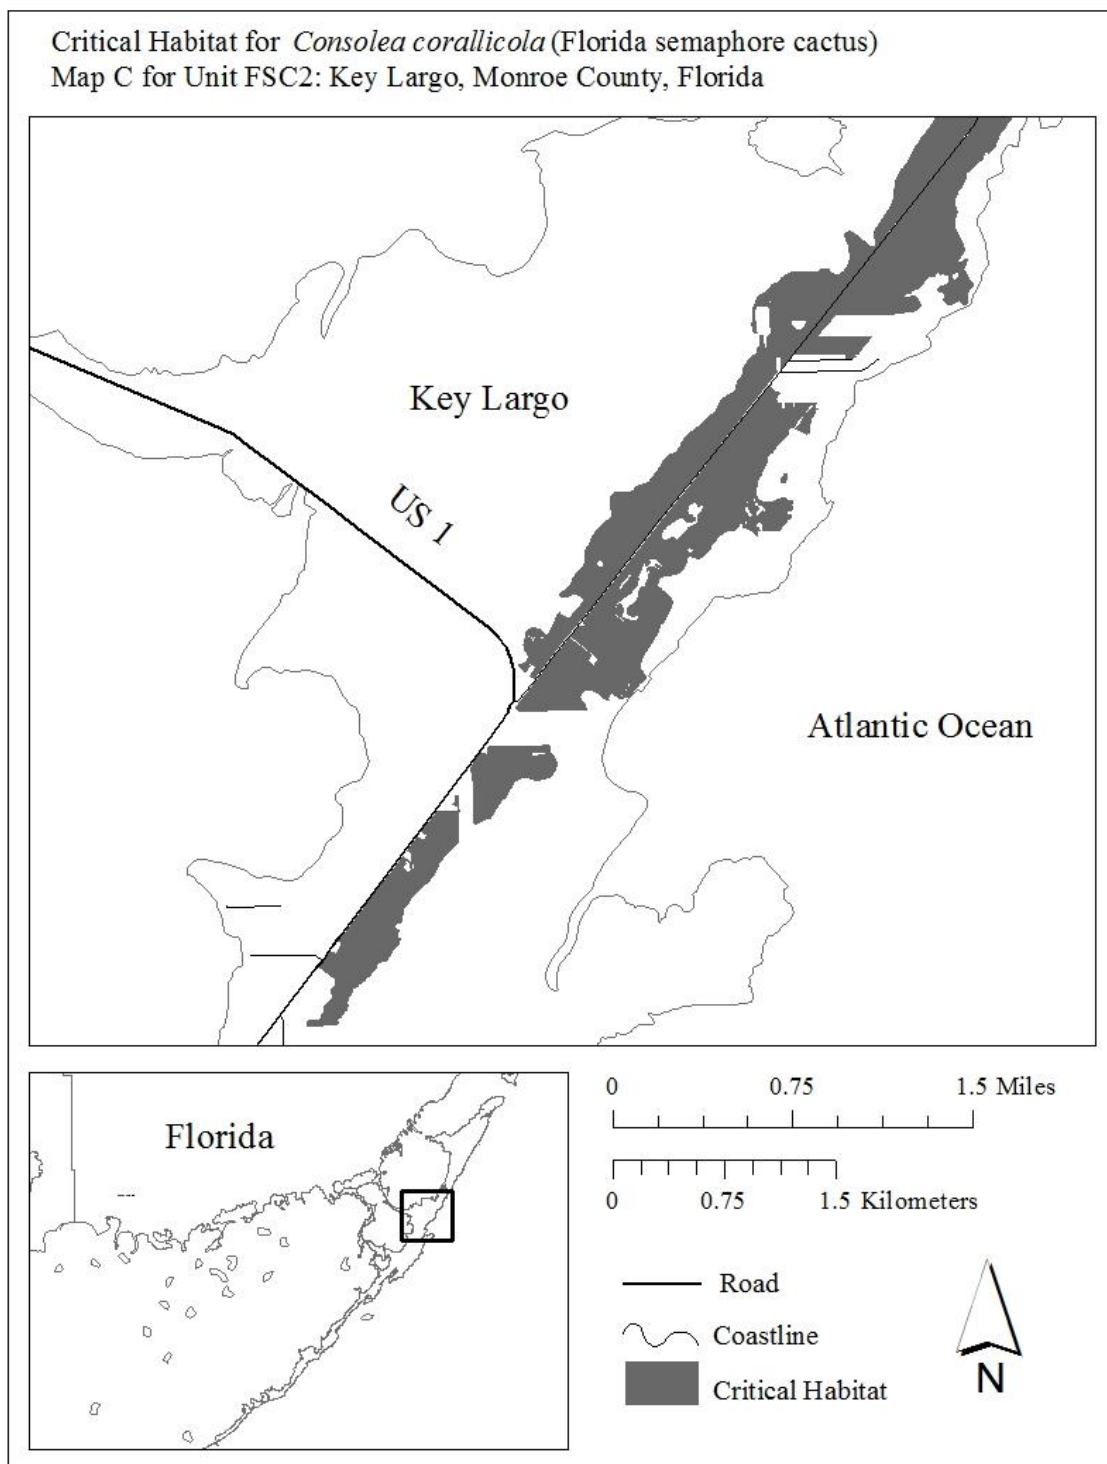 Critical Habitat for Consolea corallicola (Florida semaphore cactus)
Map C for Unit FSC2: Key Largo, Monroe County, Florida
Key Largo
US 1
Atlantic Ocean
Florida
0 0.75 1.5 Miles
0 0.75 1.5 Kilometers
Road
Coastline
Critical Habitat
N